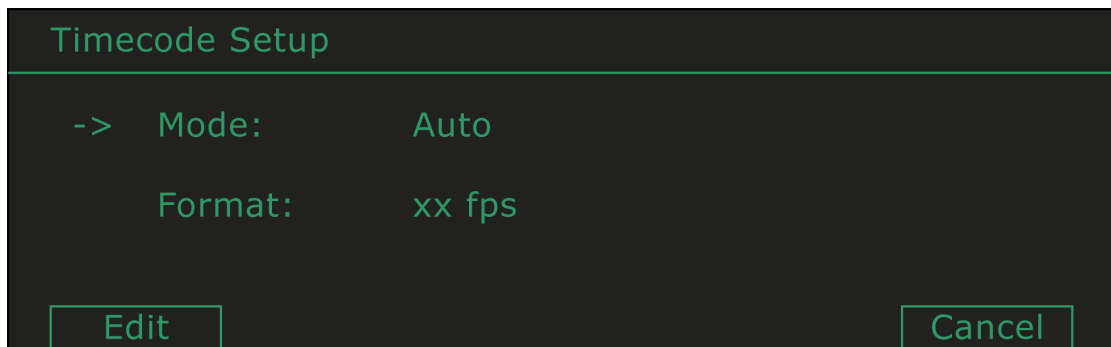 Timecode Setup
-> Mode: Auto
Format: xx fps
Edit Cancel